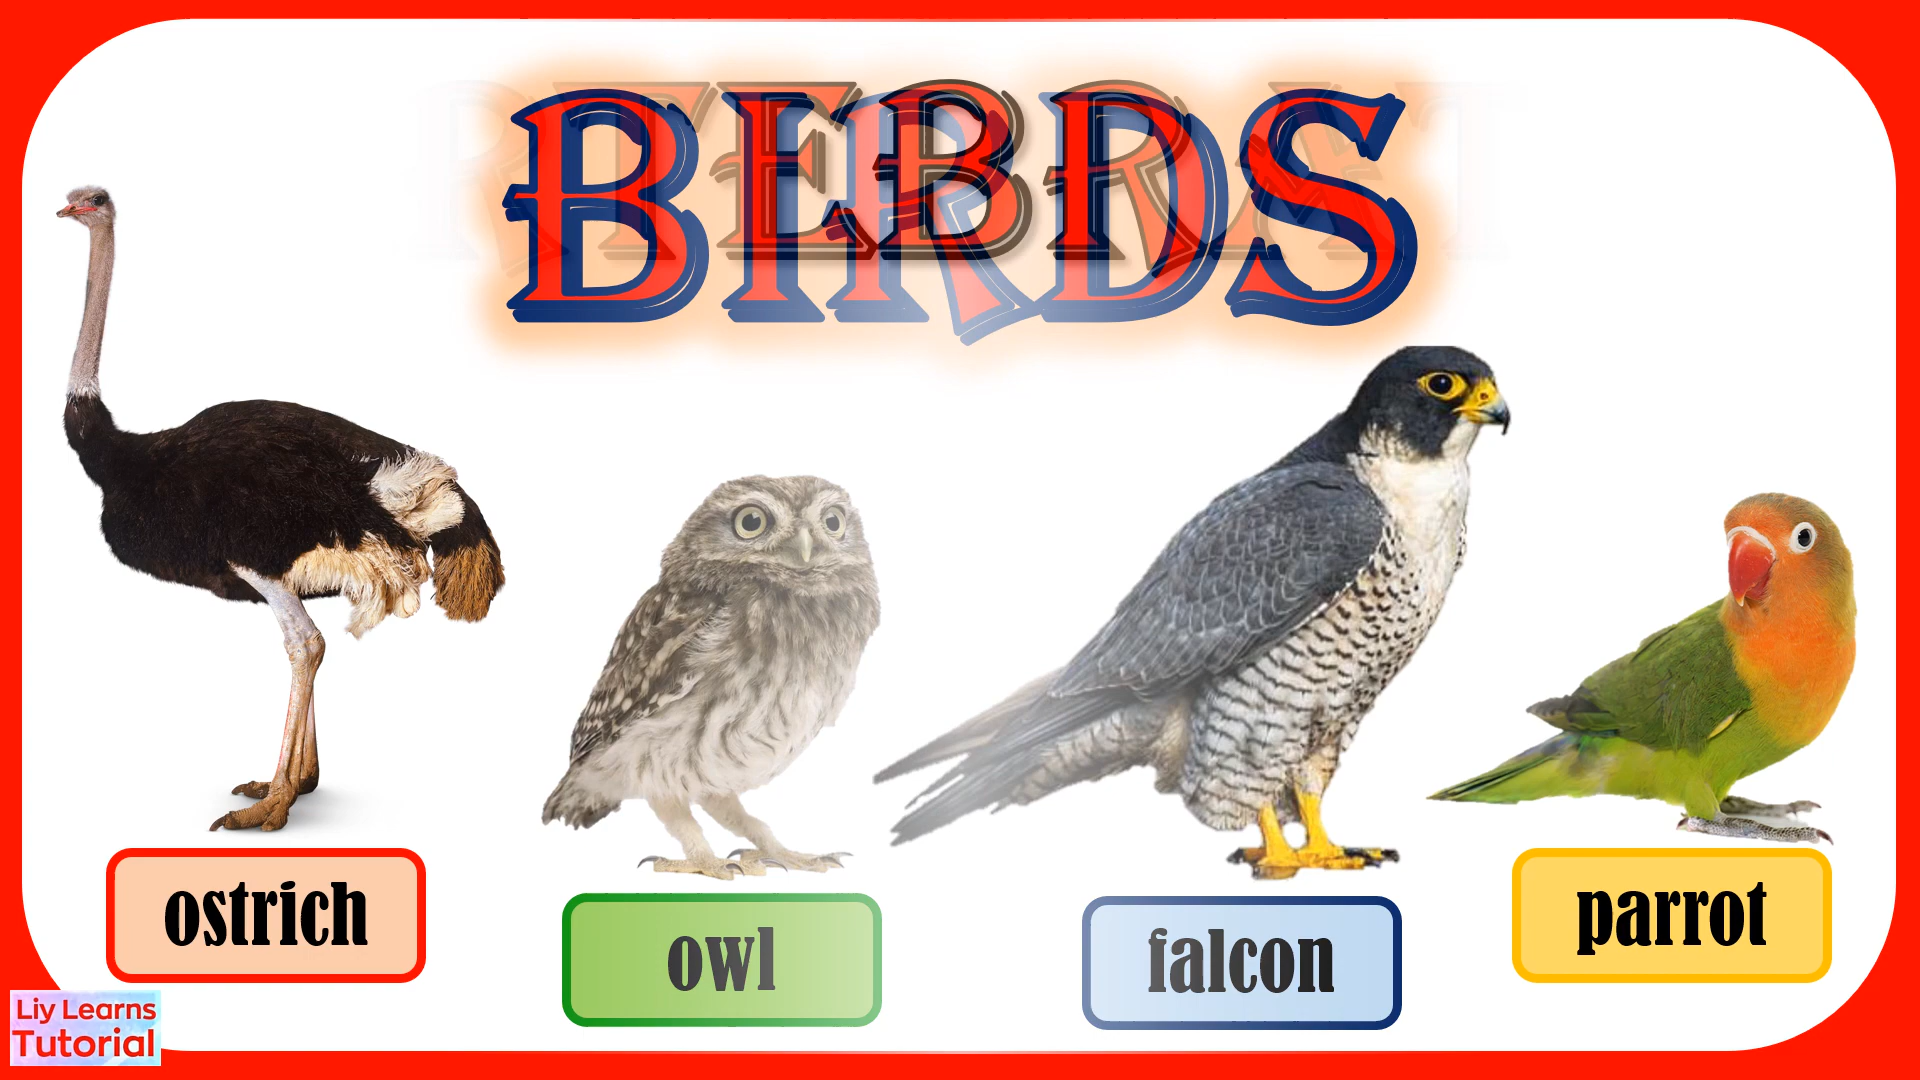 BIRDS
ostrich
owl
falcon
parrot
Liy Learns
Tutorial